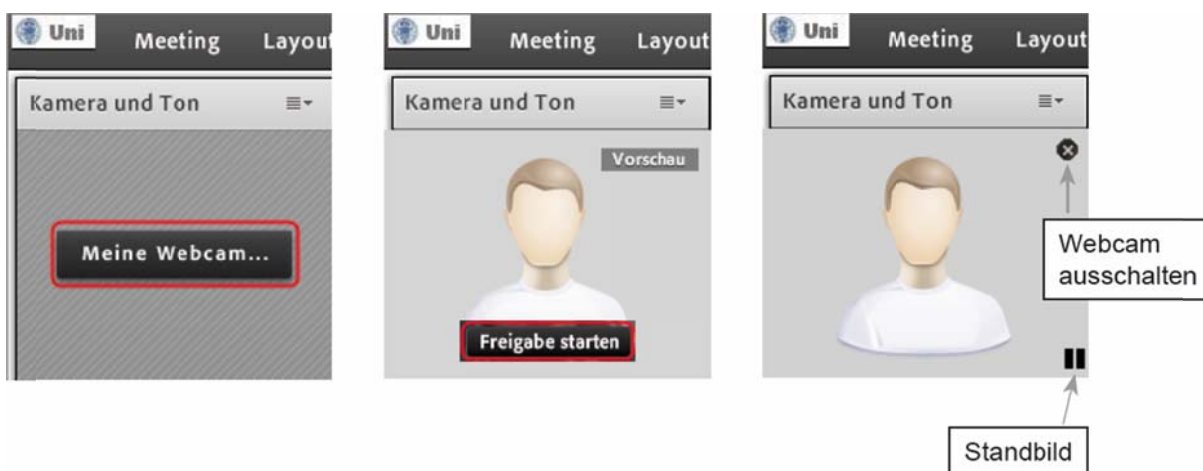 Uni Meeting Layout
Kamera und Ton
Meine Webcam...
Uni Meeting Layout
Kamera und Ton
Vorschau
Freigabe starten
Uni Meeting Layout
Kamera und Ton
Webcam
ausschalten
Standbild